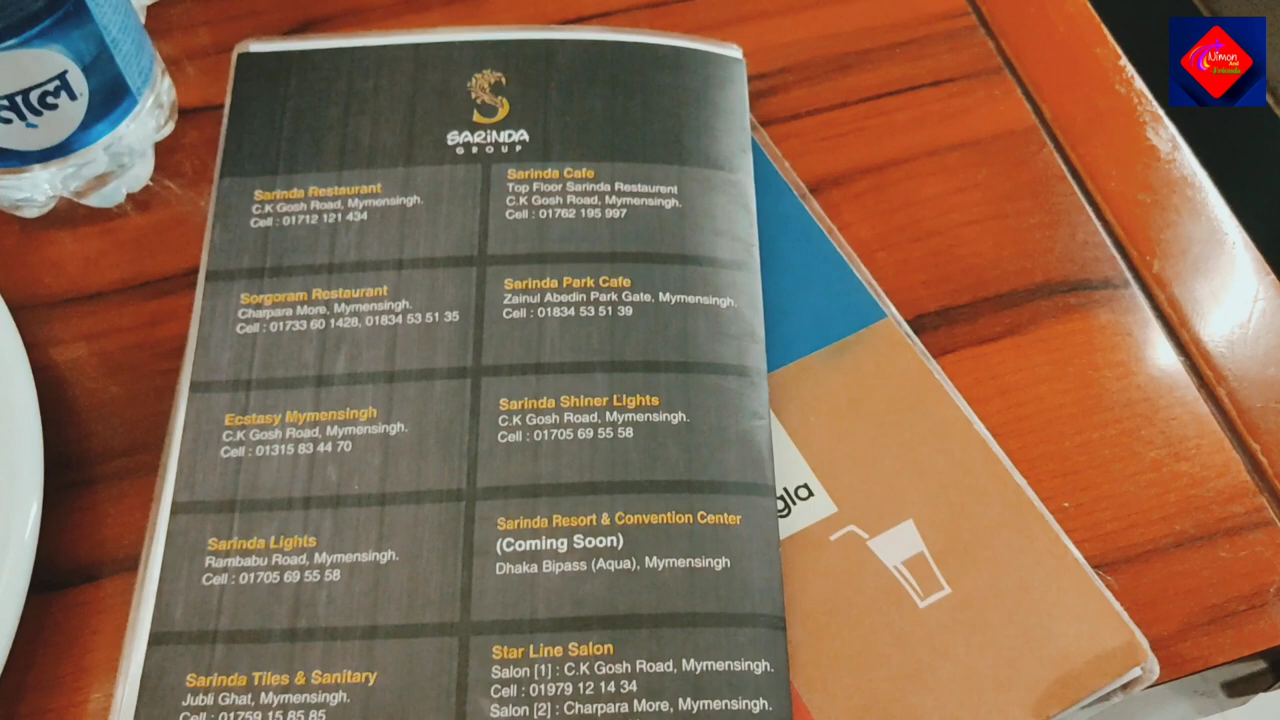 SARINDA
GROUP
Sarinda Restaurant
C.K Gosh Road, Mymensingh.
Cell : 01712 121 434
Sarinda Cafe
Top Floor Sarinda Restaurent
C.K Gosh Road, Mymensingh.
Cell : 01762 195 997
Sorgoram Restaurant
Charpara More, Mymensingh.
Cell : 01733 60 1428, 01834 53 51 35
Sarinda Park Cafe
Zainul Abedin Park Gate, Mymensingh.
Cell : 01834 53 51 39
Ecstasy Mymensingh
C.K Gosh Road, Mymensingh.
Cell : 01315 83 44 70
Sarinda Shiner Lights
C.K Gosh Road, Mymensingh.
Cell : 01705 69 55 58
Sarinda Lights
Rambabu Road, Mymensingh.
Cell : 01705 69 55 58
Sarinda Resort & Convention Center
(Coming Soon)
Dhaka Bipass (Aqua), Mymensingh
Sarinda Tiles & Sanitary
Jubli Ghat, Mymensingh.
Cell : 01759 15 85 85
Star Line Salon
Salon [1] : C.K Gosh Road, Mymensingh.
Cell : 01979 12 14 34
Salon [2] : Charpara More, Mymensingh.
gla
Nimon
And
Friends